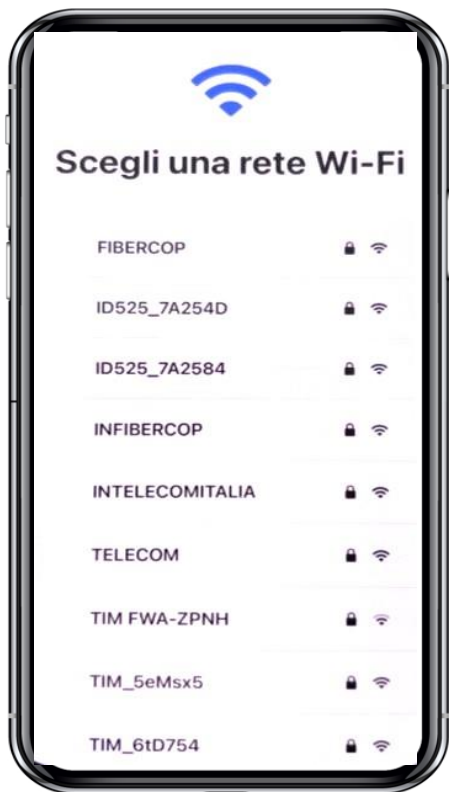 Scegli una rete Wi-Fi
FIBERCOP
ID525_7A254D
ID525_7A2584
INFIBERCOP
INTELECOMITALIA
TELECOM
TIM FWA-ZPNH
TIM_5eMsx5
TIM_6tD754